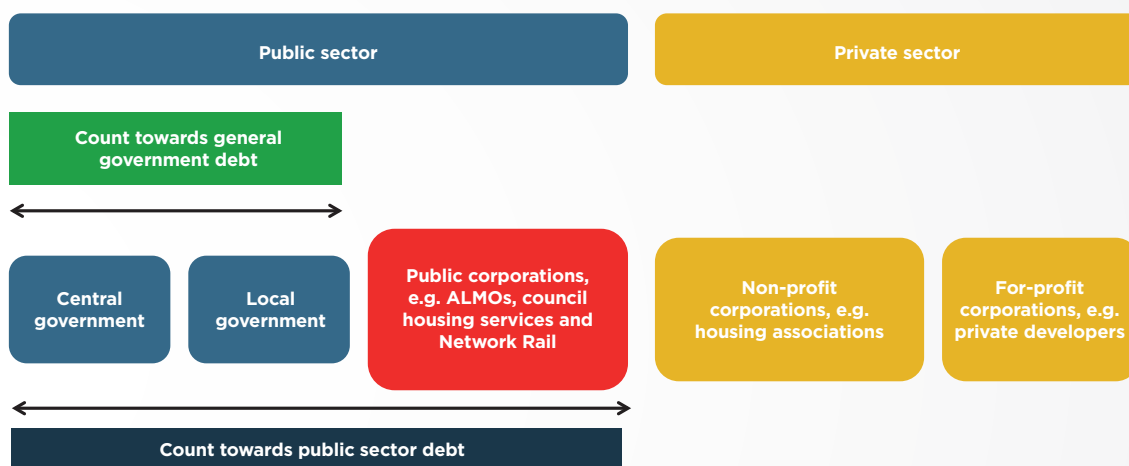 Public sector
Private sector
Count towards general
government debt
Central
government
Local
government
Public corporations,
e.g. ALMOs, council
housing services and
Network Rail
Non-profit
corporations, e.g.
housing associations
For-profit
corporations, e.g.
private developers
Count towards public sector debt